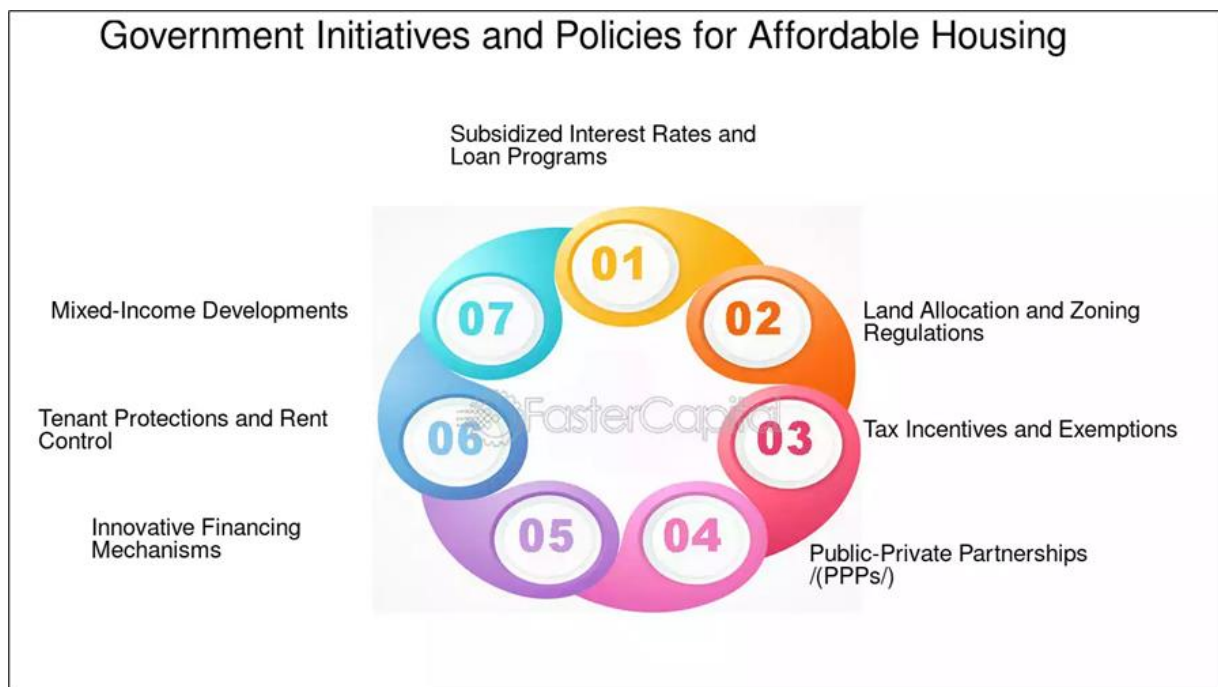 Government Initiatives and Policies for Affordable Housing
Subsidized Interest Rates and
Loan Programs
01
02
Land Allocation and Zoning
Regulations
03
Tax Incentives and Exemptions
04
Public-Private Partnerships
/(PPPs/)
05
Innovative Financing
Mechanisms
06
Tenant Protections and Rent
Control
07
Mixed-Income Developments
FasterCapital